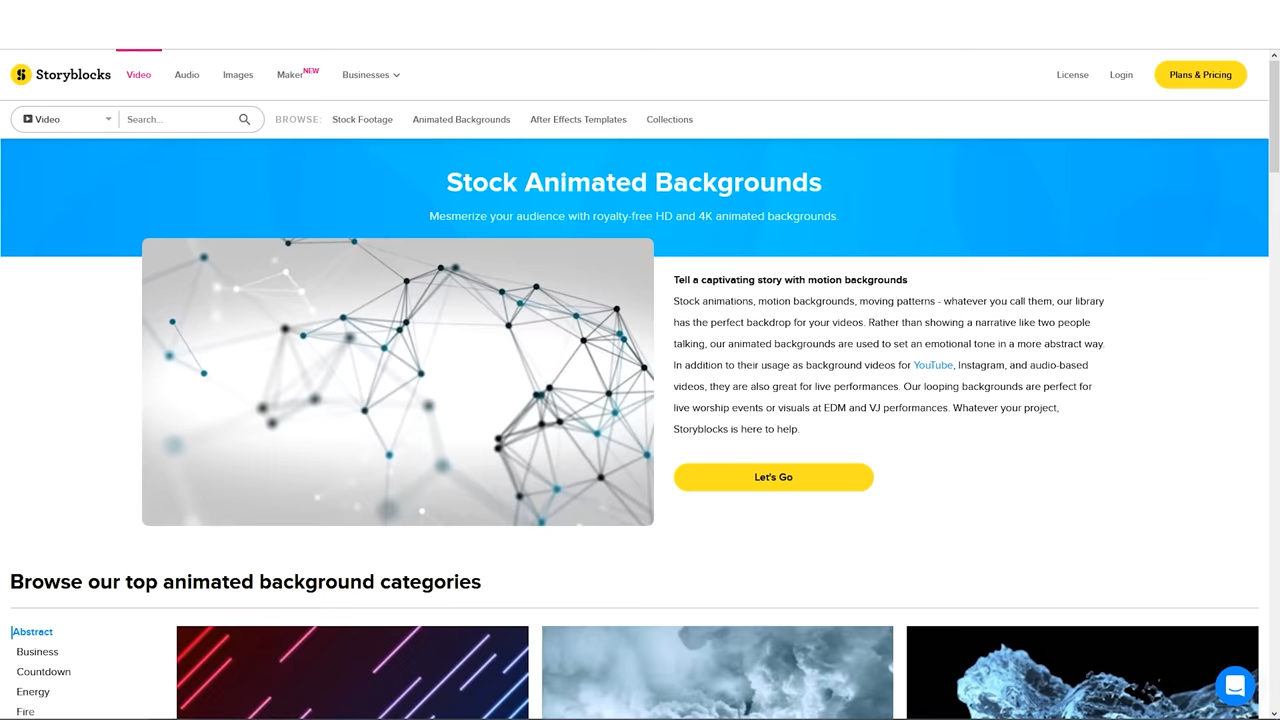 Storyblocks
Video
Audio
Images
Maker NEW
Businesses
License
Login
Plans & Pricing
Video
Search...
BROWSE:
Stock Footage
Animated Backgrounds
After Effects Templates
Collections
Stock Animated Backgrounds
Mesmerize your audience with royalty-free HD and 4K animated backgrounds.
Tell a captivating story with motion backgrounds
Stock animations, motion backgrounds, moving patterns - whatever you call them, our library
has the perfect backdrop for your videos. Rather than showing a narrative like two people
talking, our animated backgrounds are used to set an emotional tone in a more abstract way.
In addition to their usage as background videos for YouTube, Instagram, and audio-based
videos, they are also great for live performances. Our looping backgrounds are perfect for
live worship events or visuals at EDM and VJ performances. Whatever your project,
Storyblocks is here to help.
Let's Go
Browse our top animated background categories
Abstract
Business
Countdown
Energy
Fire